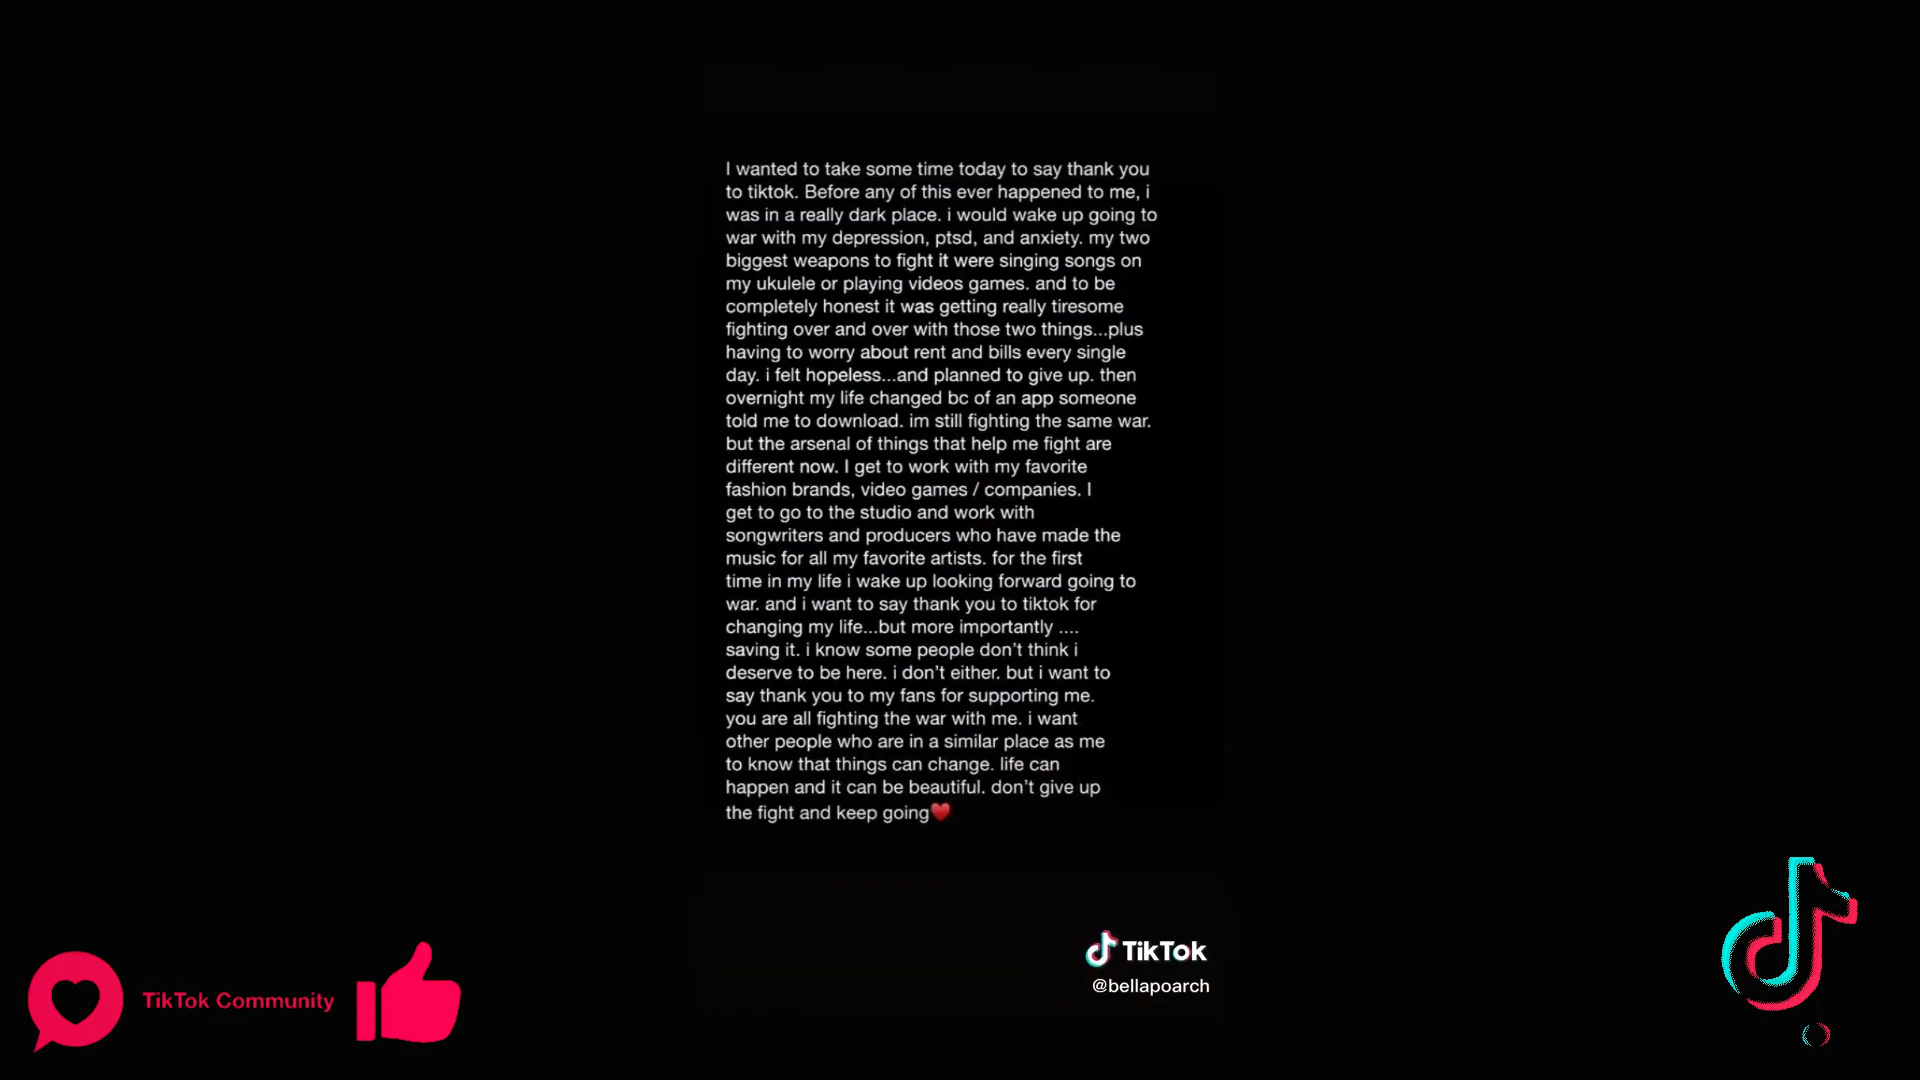 I wanted to take some time today to say thank you
to tiktok. Before any of this ever happened to me, i
was in a really dark place. i would wake up going to
war with my depression, ptsd, and anxiety. my two
biggest weapons to fight it were singing songs on
my ukulele or playing videos games. and to be
completely honest it was getting really tiresome
fighting over and over with those two things...plus
having to worry about rent and bills every single
day. i felt hopeless...and planned to give up. then
overnight my life changed bc of an app someone
told me to download. im still fighting the same war.
but the arsenal of things that help me fight are
different now. I get to work with my favorite
fashion brands, video games / companies. I
get to go to the studio and work with
songwriters and producers who have made the
music for all my favorite artists. for the first
time in my life i wake up looking forward going to
war. and i want to say thank you to tiktok for
changing my life...but more importantly ....
saving it. i know some people don’t think i
deserve to be here. i don’t either. but i want to
say thank you to my fans for supporting me.
you are all fighting the war with me. i want
other people who are in a similar place as me
to know that things can change. life can
happen and it can be beautiful. don’t give up
the fight and keep going❤️
TikTok
@bellapoarch
TikTok Community